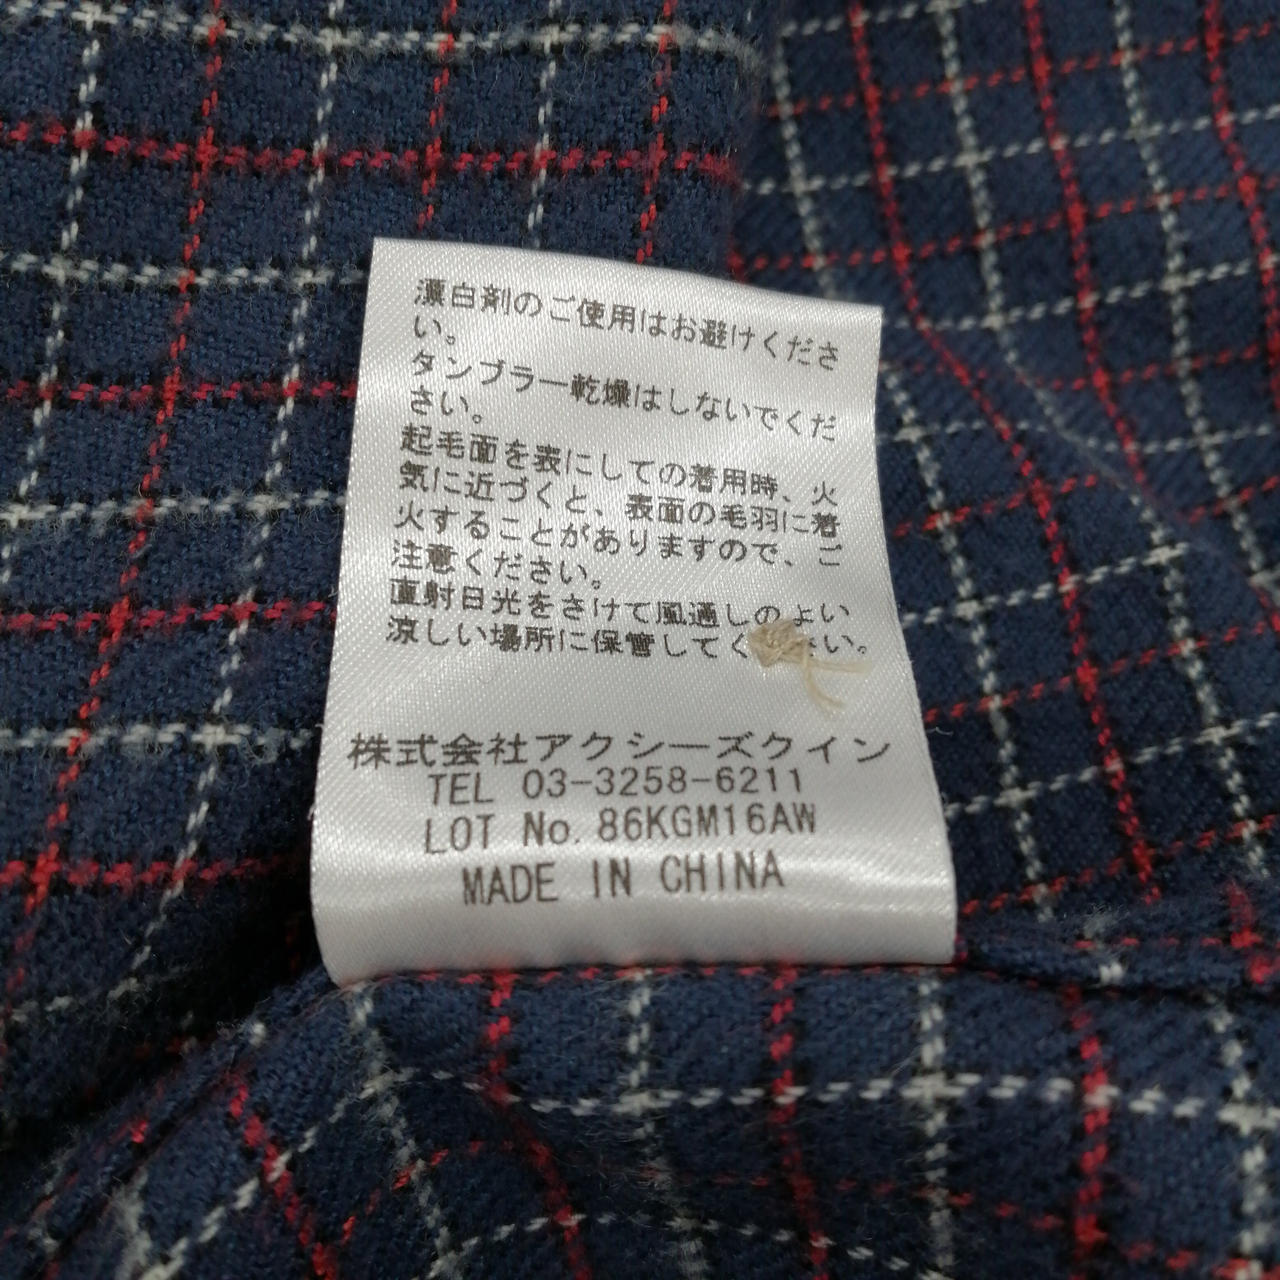 漂白剤のご使用はお避けくださ
い。
タンブラー乾燥はしないでくだ
さい。
起毛面を表にしての着用時、火
気に近づくと、表面の毛羽に着
火することがありますので、ご
注意ください。
直射日光をさけて風通しのよい
涼しい場所に保管してく さい。
株式会社アクシーズクイン
TEL 03-3258-6211
LOT No. 86KGM16AW
MADE IN CHINA